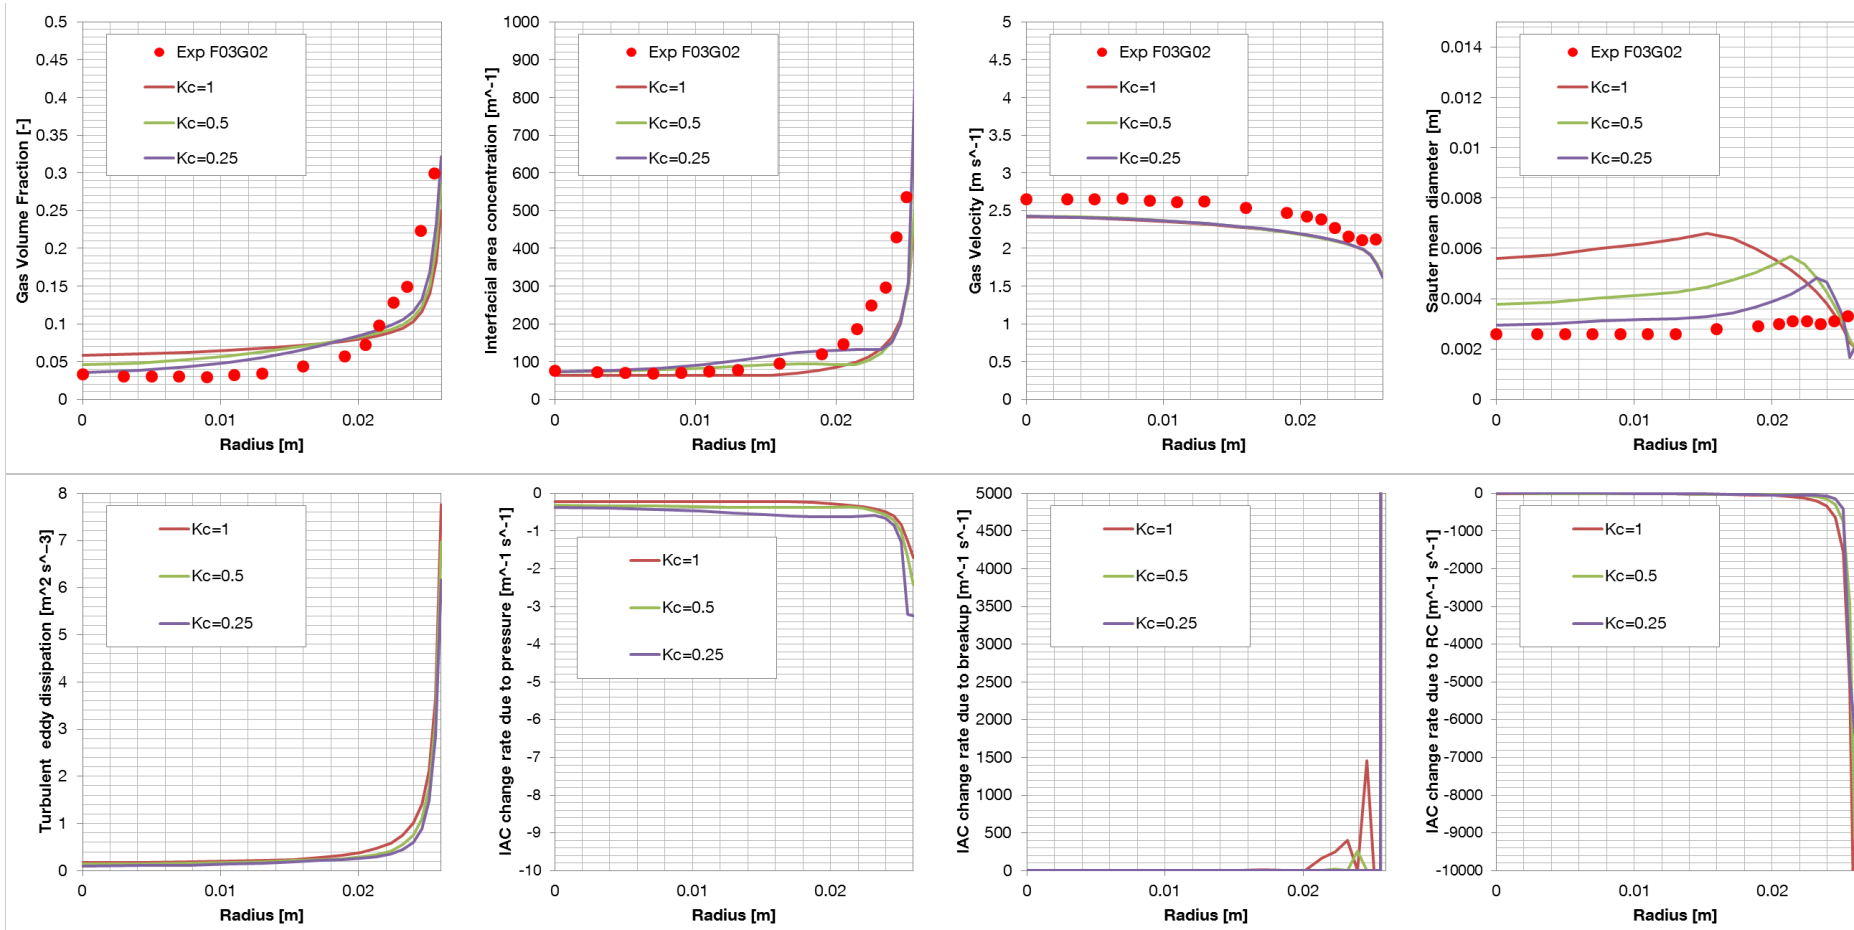 0.5
0.45
0.4
0.35
0.3
0.25
0.2
0.15
0.1
0.05
0
Gas Volume Fraction [-]
Exp F03G02
Kc=1
Kc=0.5
Kc=0.25
0
0.01
0.02
Radius [m]
1000
900
800
700
600
500
400
300
200
100
0
Interfacial area concentration [m^-1]
Exp F03G02
Kc=1
Kc=0.5
Kc=0.25
0
0.01
0.02
Radius [m]
5
4.5
4
3.5
3
2.5
2
1.5
1
0.5
0
Gas Velocity [m s^-1]
Exp F03G02
Kc=1
Kc=0.5
Kc=0.25
0
0.01
0.02
Radius [m]
0.014
0.012
0.01
0.008
0.006
0.004
0.002
0
Sauter mean diameter [m]
Exp F03G02
Kc=1
Kc=0.5
Kc=0.25
0
0.01
0.02
Radius [m]
8
7
6
5
4
3
2
1
0
Turbulent eddy dissipation [m^2 s^-3]
Kc=1
Kc=0.5
Kc=0.25
0
0.01
0.02
Radius [m]
0
-1
-2
-3
-4
-5
-6
-7
-8
-9
-10
IAC change rate due to pressure [m^-1 s^-1]
Kc=1
Kc=0.5
Kc=0.25
0
0.01
0.02
Radius [m]
5000
4500
4000
3500
3000
2500
2000
1500
1000
500
0
IAC change rate due to breakup [m^-1 s^-1]
Kc=1
Kc=0.5
Kc=0.25
0
0.01
0.02
Radius [m]
0
-1000
-2000
-3000
-4000
-5000
-6000
-7000
-8000
-9000
-10000
IAC change rate due to RC [m^-1 s^-1]
Kc=1
Kc=0.5
Kc=0.25
0
0.01
0.02
Radius [m]